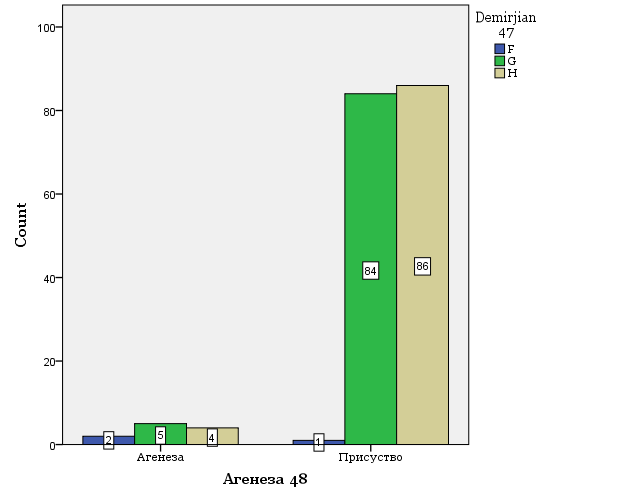 Demirjian
47
F
G
H
100
80
60
40
20
0
Count
84
86
2
5
4
1
Агенеза
Присуство
Агенеза 48